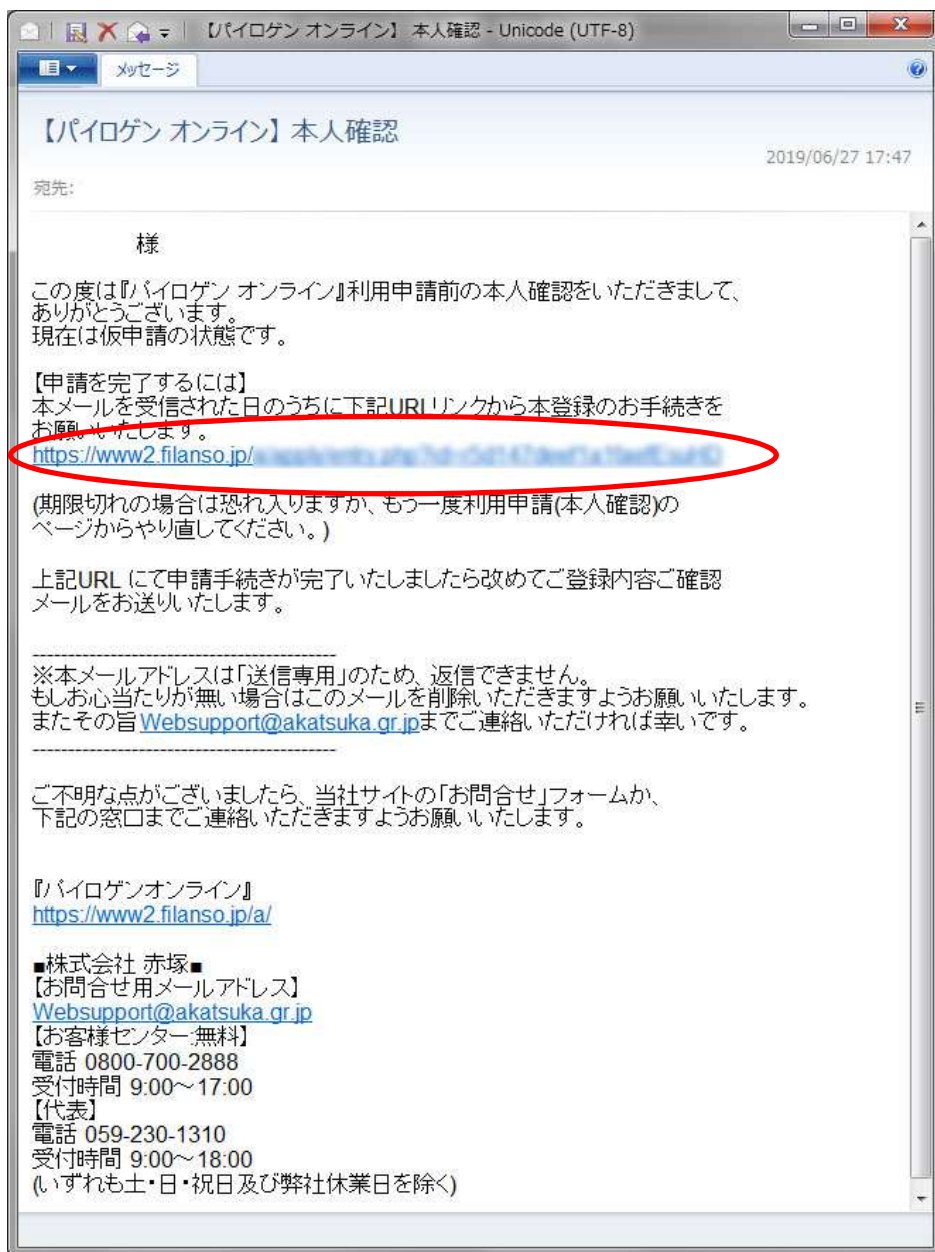 【パイロゲン オンライン】 本人確認 - Unicode (UTF-8)
メッセージ
【パイロゲン オンライン】本人確認
2019/06/27 17:47
宛先:
様
この度は『パイロゲン オンライン』利用申請前の本人確認をいただきまして、
ありがとうございます。
現在は仮申請の状態です。
【申請を完了するには】
本メールを受信された日のうちに下記URLリンクから本登録のお手続きを
お願いいたします。
https://www2.filanso.jp/
(期限切れの場合は恐れ入りますが、もう一度利用申請(本人確認)の
ページからやり直してください。)
上記URL にて申請手続きが完了いたしましたら改めてご登録内容ご確認
メールをお送りいたします。
----------------------------------------
※本メールアドレスは「送信専用」のため、返信できません。
もしお心当たりが無い場合はこのメールを削除いただきますようお願いいたします。
またその旨Websupport@akatsuka.gr.jpまでご連絡いただければ幸いです。
----------------------------------------
ご不明な点がございましたら、当社サイトの「お問合せ」フォームか、
下記の窓口までご連絡いただきますようお願いいたします。
『パイロゲンオンライン』
https://www2.filanso.jp/a/
■株式会社 赤塚■
【お問合せ用メールアドレス】
Websupport@akatsuka.gr.jp
【お客様センター:無料】
電話 0800-700-2888
受付時間 9:00～17:00
【代表】
電話 059-230-1310
受付時間 9:00～18:00
(いずれも土・日・祝日及び弊社休業日を除く)